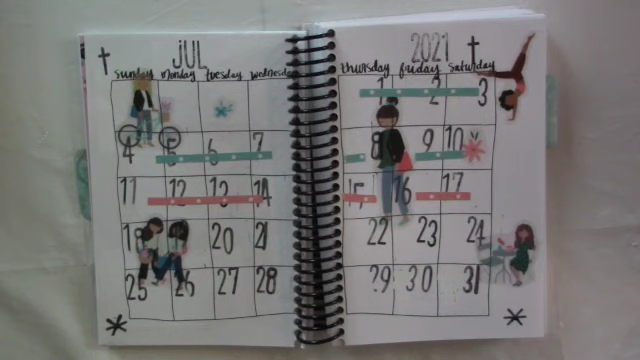 JUL
2021
sunday monday tuesday wednesday
thursday friday saturday
1 2 3
4 5 6 7
8 9 10
11 12 13 14
15 16 17
18 20 21
22 23 24
25 26 27 28
29 30 31